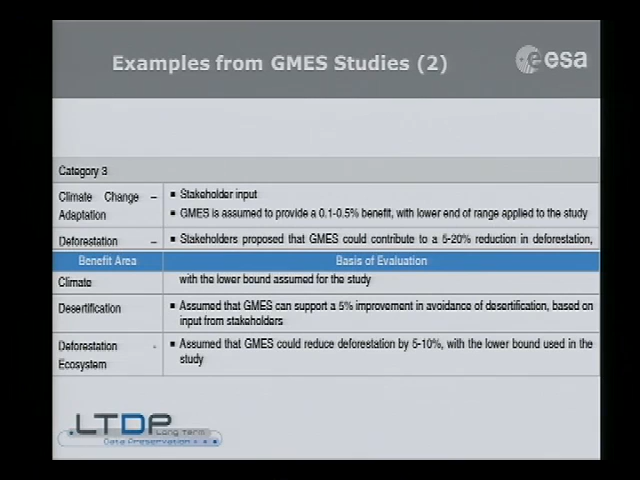 Examples from GMES Studies (2)
esa
Category 3
Climate Change – Adaptation
▪ Stakeholder input
▪ GMES is assumed to provide a 0.1-0.5% benefit, with lower end of range applied to the study
Deforestation –
▪ Stakeholders proposed that GMES could contribute to a 5-20% reduction in deforestation,
Benefit Area
Basis of Evaluation
Climate
with the lower bound assumed for the study
Desertification
▪ Assumed that GMES can support a 5% improvement in avoidance of desertification, based on
input from stakeholders
Deforestation -
Ecosystem
▪ Assumed that GMES could reduce deforestation by 5-10%, with the lower bound used in the
study
LTDP
Long Term
Data Preservation